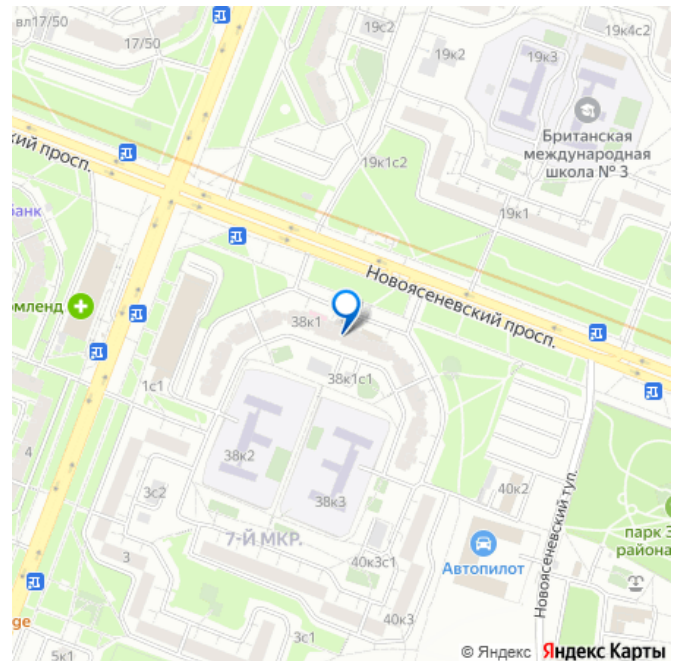 вл17/50
17/50
19с2
19к2
19к3
19к4с2
Британская
международная
школа № 3
кий просп.
19к1с2
19к1
банк
Новоясеневский просп.
омленд
38к1
38к1с1
1с1
4
38к2
38к3
3с2
40к2
7-Й МКР.
3
40к3с1
Автопилот
Новоясеневский туп.
парк 3
района
ge
40к3
3с1
5к1
© Яндекс Яндекс Карты